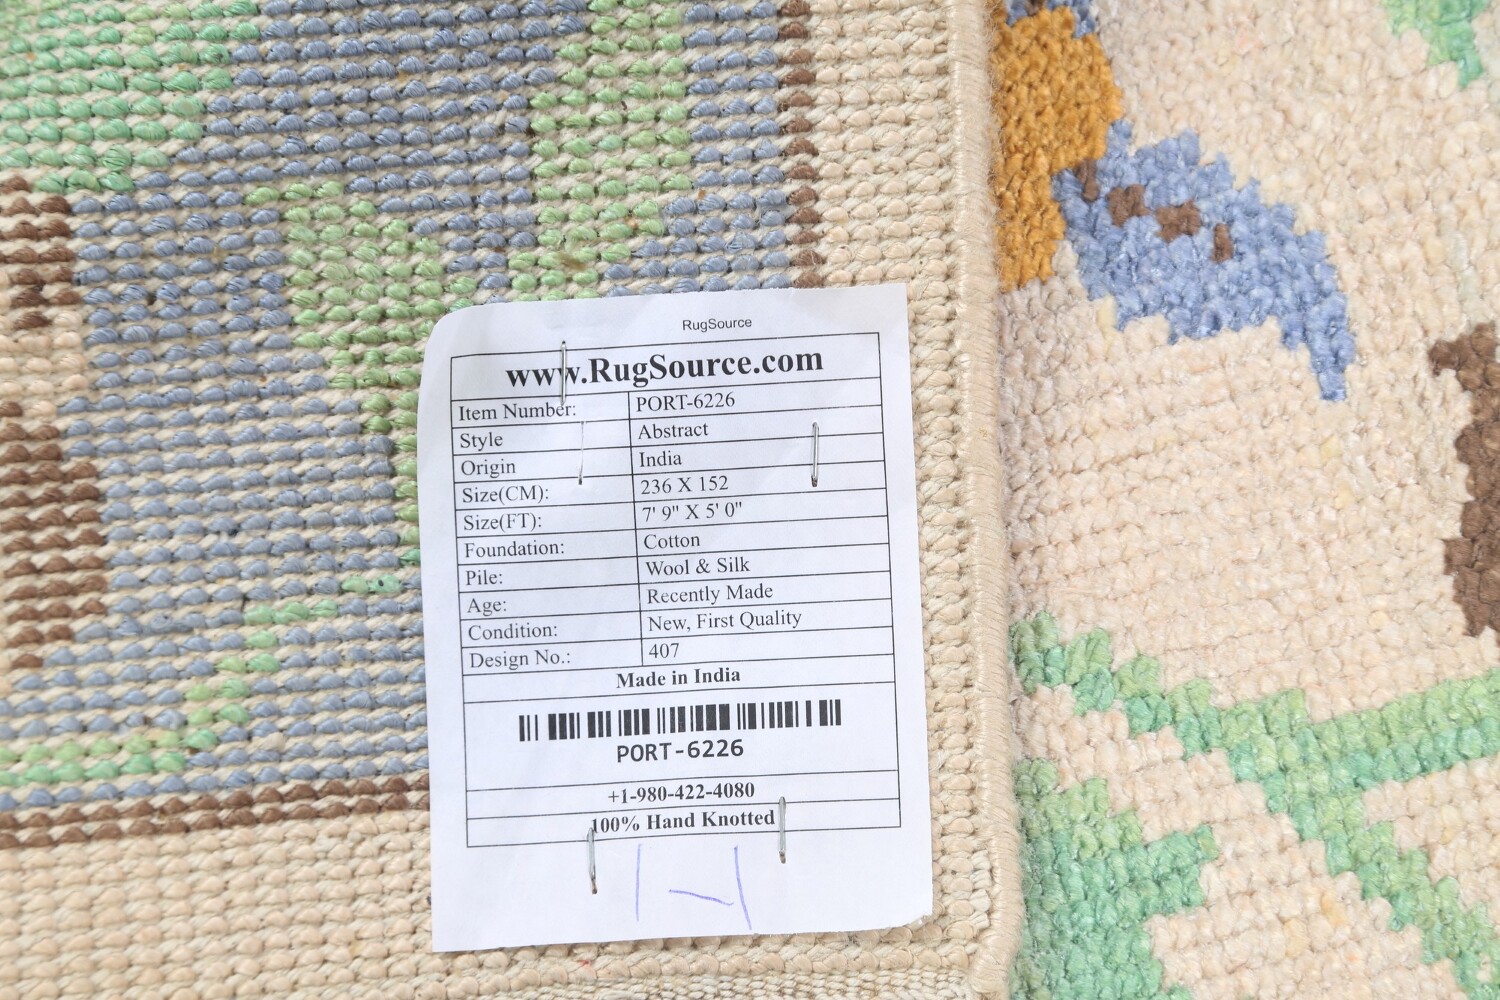 RugSource
www.RugSource.com
Item Number: PORT-6226
Style Abstract
Origin India
Size(CM): 236 X 152
Size(FT): 7' 9" X 5' 0"
Foundation: Cotton
Pile: Wool & Silk
Age: Recently Made
Condition: New, First Quality
Design No.: 407
Made in India
PORT-6226
+1-980-422-4080
100% Hand Knotted